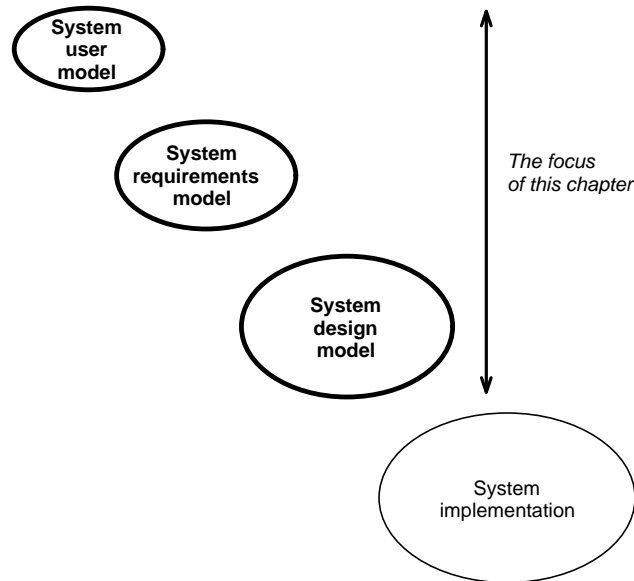 System
user
model
System
requirements
model
The focus
of this chapter
System
design
model
System
implementation